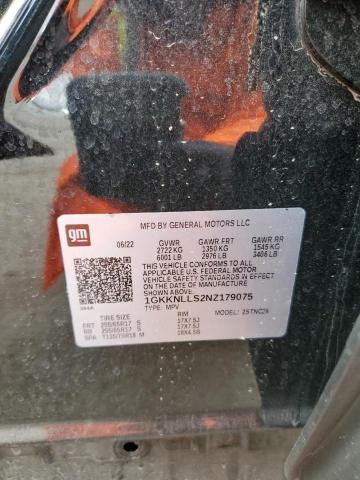 gm
MFD BY GENERAL MOTORS LLC
06/22 GVWR GAWR FRT GAWR RR
2722 KG 1350 KG 1545 KG
6001 LB 2976 LB 3406 LB
THIS VEHICLE CONFORMS TO ALL
APPLICABLE U.S. FEDERAL MOTOR
VEHICLE SAFETY STANDARDS IN EFFECT
ON THE DATE OF MANUFACTURE
SHOWN ABOVE.
1GKKNLLS2NZ179075
TYPE: MPV MODEL:
TIRE SIZE RIM
FRT 255/65R17 S 17X7.5J
RR 255/65R17 S 17X7.5J
SPA T135/70R18 M 18X4.5B